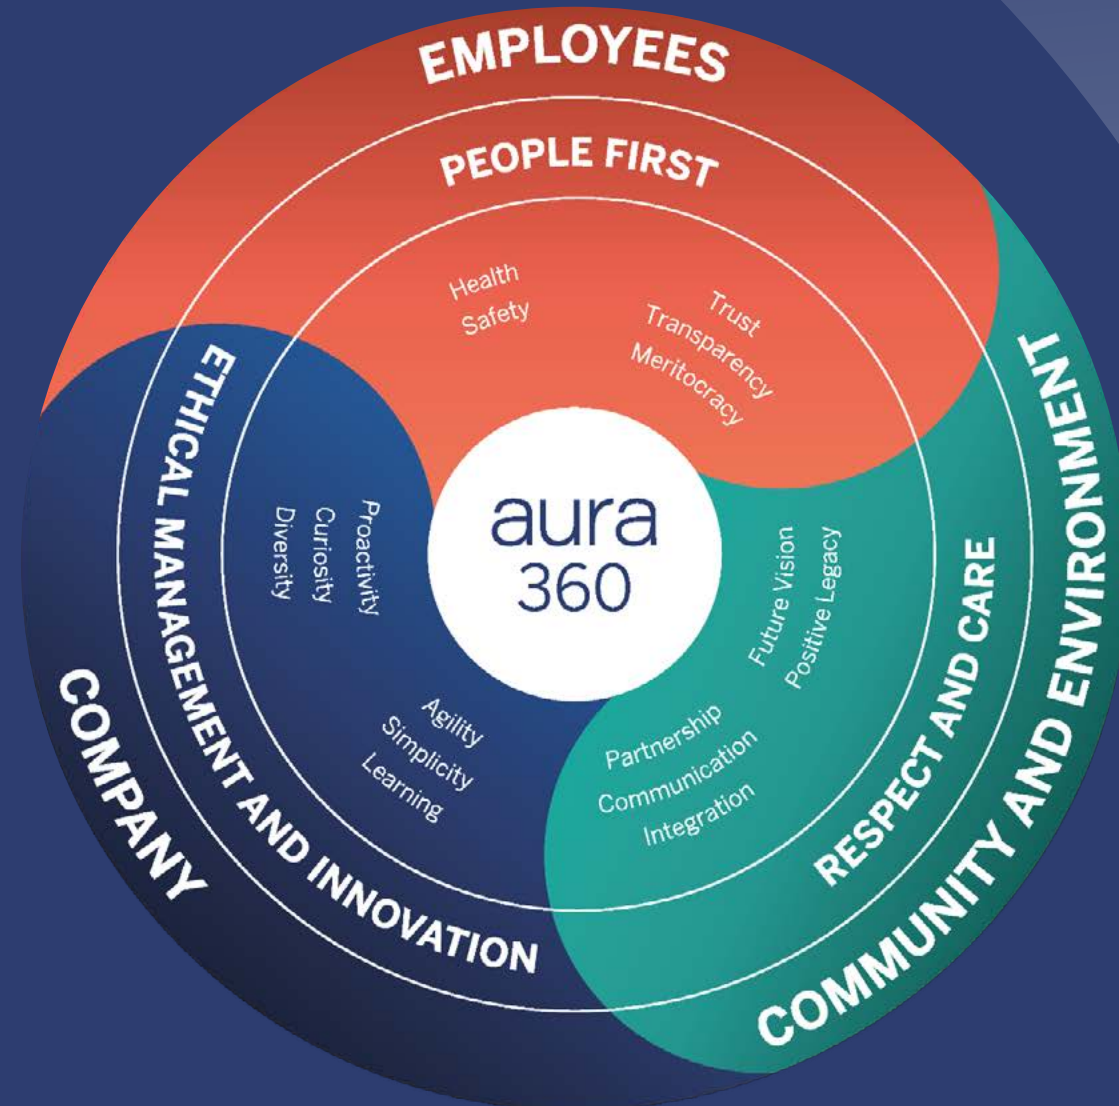 EMPLOYEES
PEOPLE FIRST
Health
Safety
Trust
Transparency
Meritocracy
COMMUNITY AND ENVIRONMENT
RESPECT AND CARE
Future Vision
Positive Legacy
Partnership
Communication
Integration
COMPANY
ETHICAL MANAGEMENT AND INNOVATION
Proactivity
Curiosity
Diversity
Agility
Simplicity
Learning
aura
360